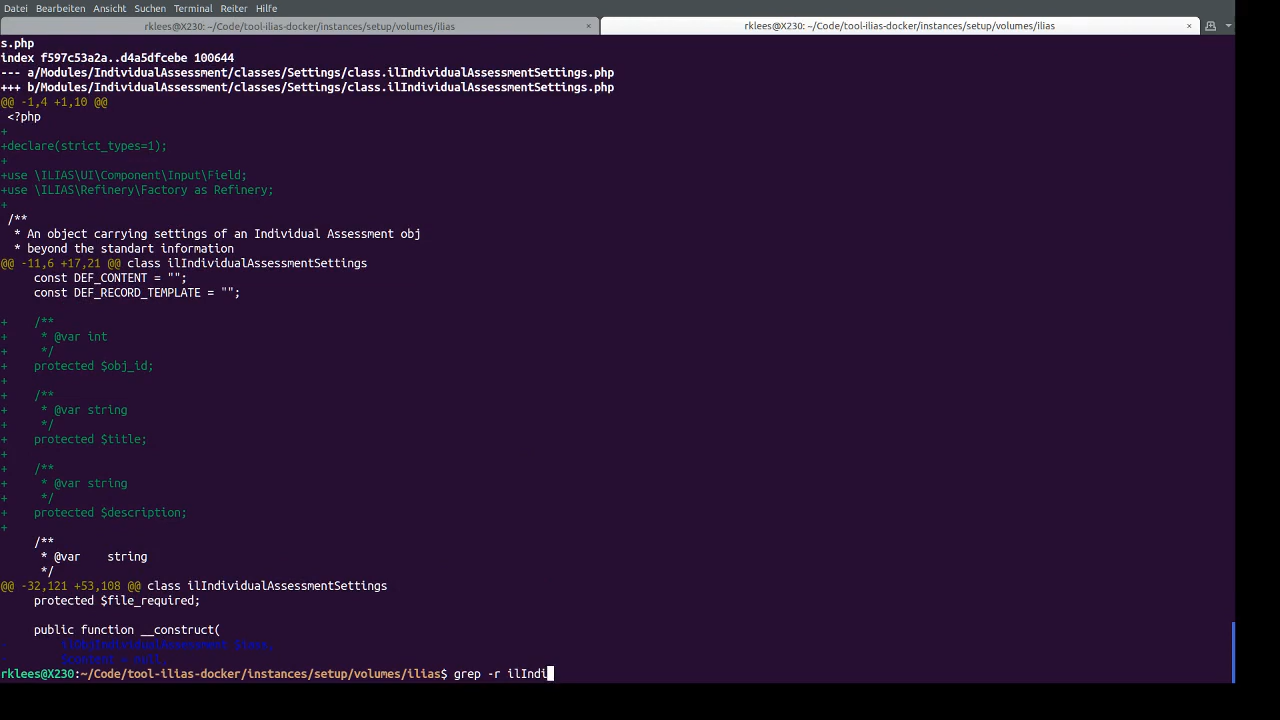 Datei Bearbeiten Ansicht Suchen Terminal Reiter Hilfe
rklees@X230: ~/Code/tool-ilias-docker/instances/setup/volumes/ilias × rklees@X230: ~/Code/tool-ilias-docker/instances/setup/volumes/ilias ×
s.php
index f597c53a2a..d4a5dfcebe 100644
--- a/Modules/IndividualAssessment/classes/Settings/class.ilIndividualAssessmentSettings.php
+++ b/Modules/IndividualAssessment/classes/Settings/class.ilIndividualAssessmentSettings.php
@@ -1,4 +1,10 @@
 <?php
+
+declare(strict_types=1);
+
+use \ILIAS\UI\Component\Input\Field;
+use \ILIAS\Refinery\Factory as Refinery;
+
 /**
  * An object carrying settings of an Individual Assessment obj
  * beyond the standart information
@@ -11,6 +17,21 @@ class ilIndividualAssessmentSettings
     const DEF_CONTENT = "";
     const DEF_RECORD_TEMPLATE = "";

+    /**
+     * @var int
+     */
+    protected $obj_id;
+
+    /**
+     * @var string
+     */
+    protected $title;
+
+    /**
+     * @var string
+     */
+    protected $description;
+
     /**
      * @var    string
      */
@@ -32,121 +53,108 @@ class ilIndividualAssessmentSettings
     protected $file_required;

     public function __construct(
-        ilObjIndividualAssessment $iass,
-        $content = null,
rklees@X230:~/Code/tool-ilias-docker/instances/setup/volumes/ilias$ grep -r ilIndi